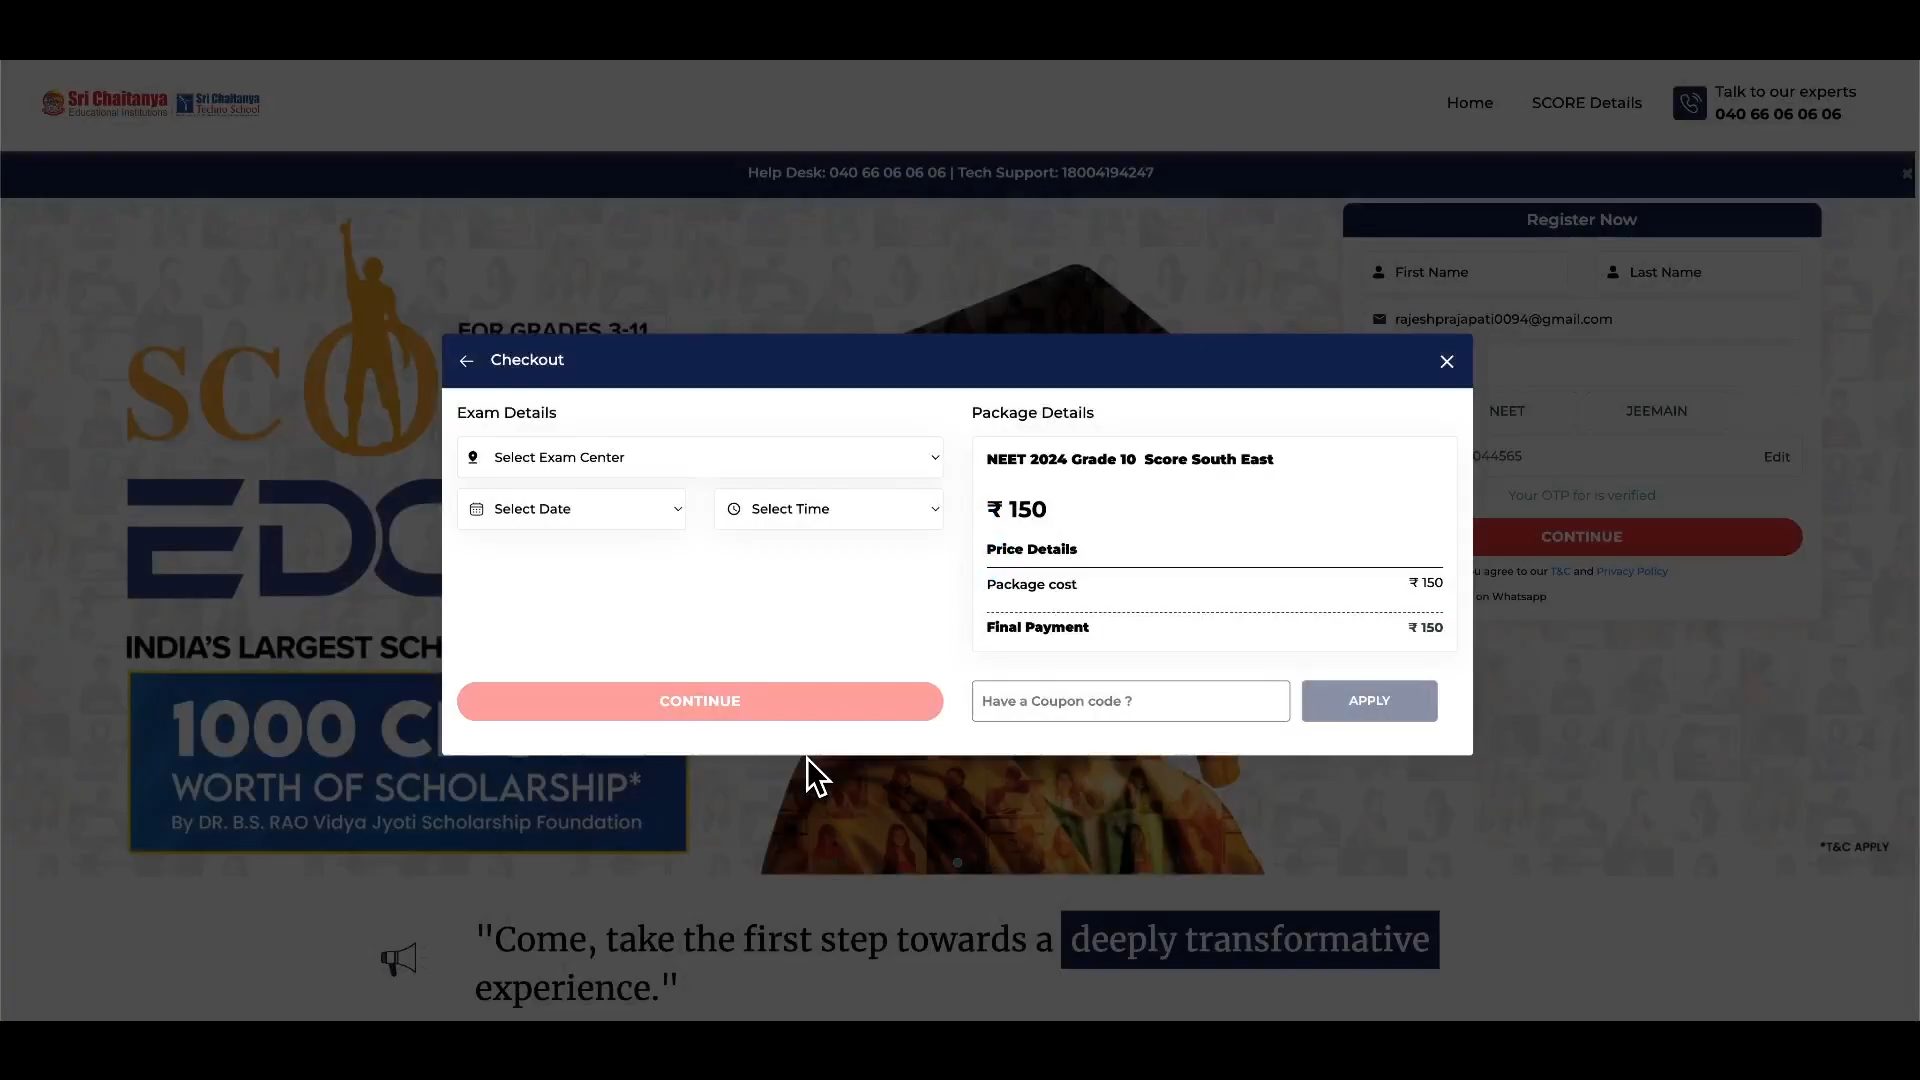 Sri Chaitanya
Educational Institutions
Sri Chaitanya
Techno School
Home
SCORE Details
Talk to our experts
040 66 06 06 06
Help Desk: 040 66 06 06 06 | Tech Support: 18004194247
Register Now
First Name
Last Name
rajeshprajapati0094@gmail.com
NEET
JEEMAIN
044565
Edit
Your OTP for is verified
CONTINUE
u agree to our T&C and Privacy Policy
on Whatsapp
FOR GRADES 3-11
SCO
EDG
INDIA'S LARGEST SCH
1000 C
WORTH OF SCHOLARSHIP*
By DR. B.S. RAO Vidya Jyoti Scholarship Foundation
*T&C APPLY
Checkout
Exam Details
Select Exam Center
Select Date
Select Time
CONTINUE
Package Details
NEET 2024 Grade 10 Score South East
₹ 150
Price Details
Package cost
₹ 150
Final Payment
₹ 150
Have a Coupon code ?
APPLY
"Come, take the first step towards a deeply transformative
experience."